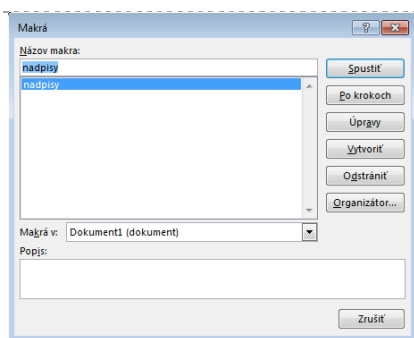 Makrá
Názov makra:
nadpisy
Spustiť
nadpisy
Po krokoch
Úpravy
Vytvoriť
Odstrániť
Organizátor...
Makrá v: Dokument1 (dokument)
Popis:
Zrušiť